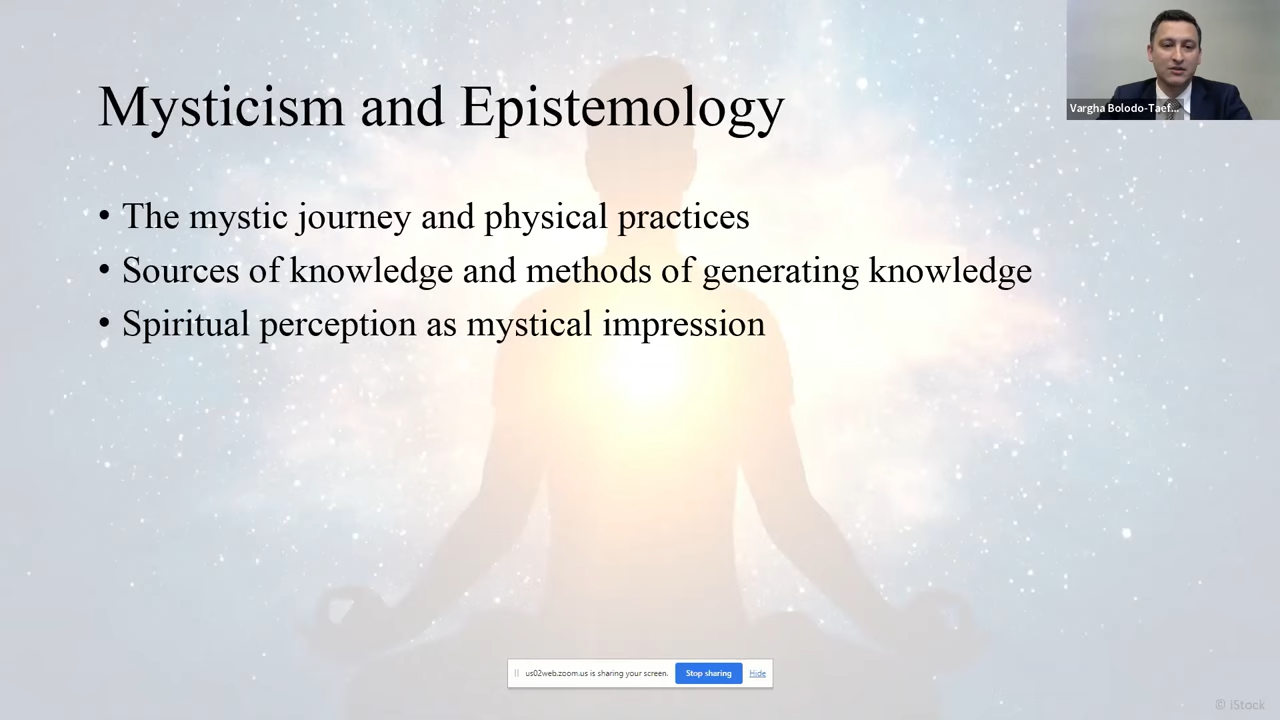 Mysticism and Epistemology
Vargha Bolodo-Taef...
• The mystic journey and physical practices
• Sources of knowledge and methods of generating knowledge
• Spiritual perception as mystical impression
us02web.zoom.us is sharing your screen.
Stop sharing
Hide
© iStock